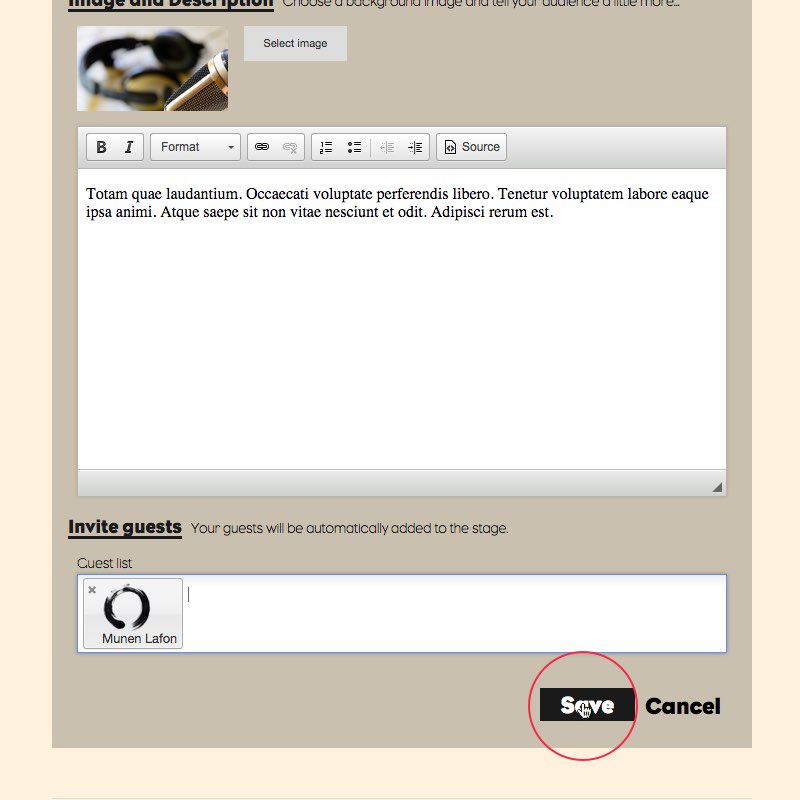 Image and Description Choose a background image and tell your audience a little more...
Select image
B I Format Source
Totam quae laudantium. Occaecati voluptate perferendis libero. Tenetur voluptatem labore eaque
ipsa animi. Atque saepe sit non vitae nesciunt et odit. Adipisci rerum est.
Invite guests Your guests will be automatically added to the stage.
Guest list
Munen Lafon
Save Cancel